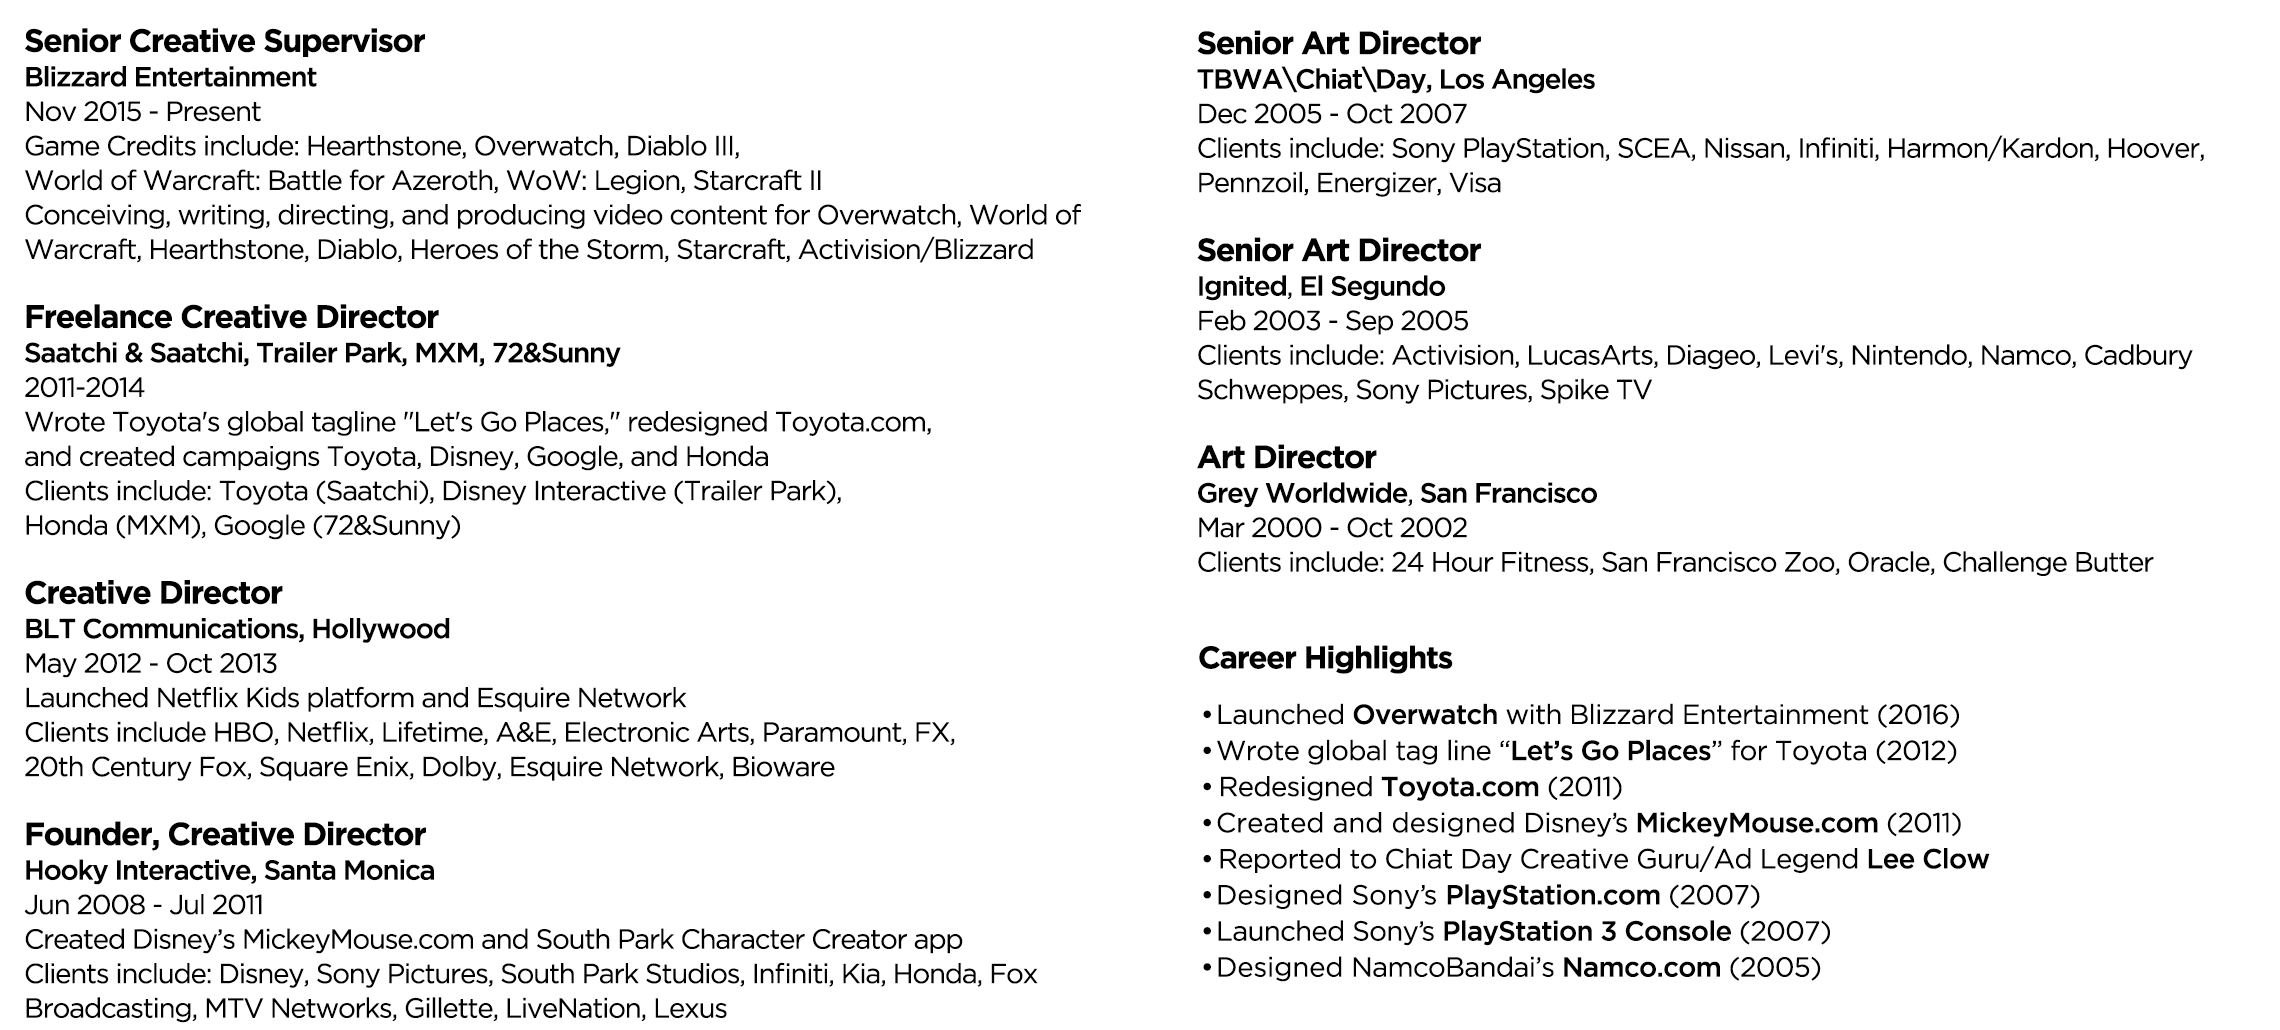 Senior Creative Supervisor
Blizzard Entertainment
Nov 2015 - Present
Game Credits include: Hearthstone, Overwatch, Diablo III,
World of Warcraft: Battle for Azeroth, WoW: Legion, Starcraft II
Conceiving, writing, directing, and producing video content for Overwatch, World of
Warcraft, Hearthstone, Diablo, Heroes of the Storm, Starcraft, Activision/Blizzard
Freelance Creative Director
Saatchi & Saatchi, Trailer Park, MXM, 72&Sunny
2011-2014
Wrote Toyota's global tagline "Let's Go Places," redesigned Toyota.com,
and created campaigns Toyota, Disney, Google, and Honda
Clients include: Toyota (Saatchi), Disney Interactive (Trailer Park),
Honda (MXM), Google (72&Sunny)
Creative Director
BLT Communications, Hollywood
May 2012 - Oct 2013
Launched Netflix Kids platform and Esquire Network
Clients include HBO, Netflix, Lifetime, A&E, Electronic Arts, Paramount, FX,
20th Century Fox, Square Enix, Dolby, Esquire Network, Bioware
Founder, Creative Director
Hooky Interactive, Santa Monica
Jun 2008 - Jul 2011
Created Disney’s MickeyMouse.com and South Park Character Creator app
Clients include: Disney, Sony Pictures, South Park Studios, Infiniti, Kia, Honda, Fox
Broadcasting, MTV Networks, Gillette, LiveNation, Lexus
Senior Art Director
TBWA\Chiat\Day, Los Angeles
Dec 2005 - Oct 2007
Clients include: Sony PlayStation, SCEA, Nissan, Infiniti, Harmon/Kardon, Hoover,
Pennzoil, Energizer, Visa
Senior Art Director
Ignited, El Segundo
Feb 2003 - Sep 2005
Clients include: Activision, LucasArts, Diageo, Levi's, Nintendo, Namco, Cadbury
Schweppes, Sony Pictures, Spike TV
Art Director
Grey Worldwide, San Francisco
Mar 2000 - Oct 2002
Clients include: 24 Hour Fitness, San Francisco Zoo, Oracle, Challenge Butter
Career Highlights
• Launched Overwatch with Blizzard Entertainment (2016)
• Wrote global tag line “Let’s Go Places” for Toyota (2012)
• Redesigned Toyota.com (2011)
• Created and designed Disney’s MickeyMouse.com (2011)
• Reported to Chiat Day Creative Guru/Ad Legend Lee Clow
• Designed Sony’s PlayStation.com (2007)
• Launched Sony’s PlayStation 3 Console (2007)
• Designed NamcoBandai’s Namco.com (2005)